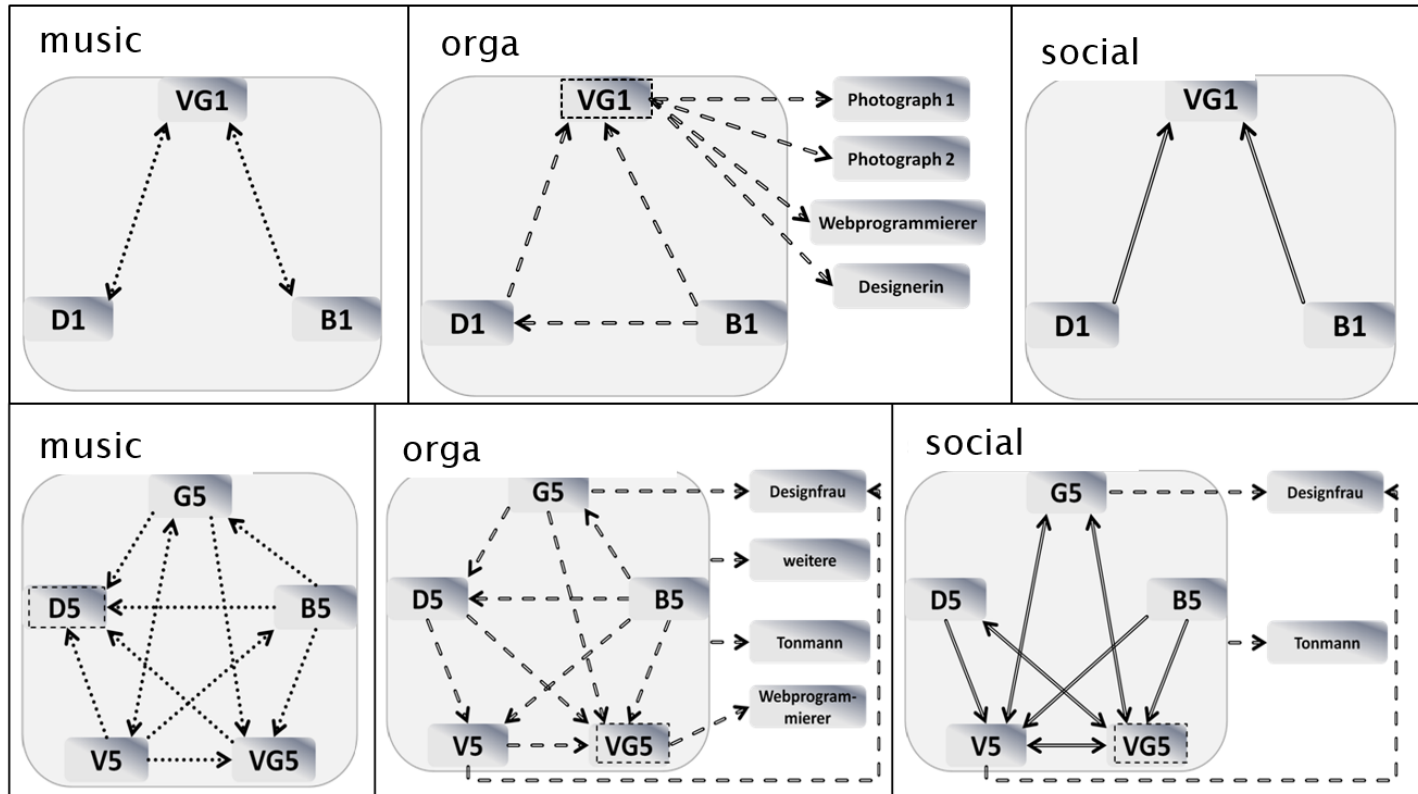 music
VG1
D1
B1
orga
VG1
D1
B1
Photograph 1
Photograph 2
Webprogrammierer
Designerin
social
VG1
D1
B1
music
G5
D5
B5
V5
VG5
orga
G5
D5
B5
V5
VG5
Designfrau
weitere
Tonmann
Webprogram-
mierer
social
G5
D5
B5
V5
VG5
Designfrau
Tonmann